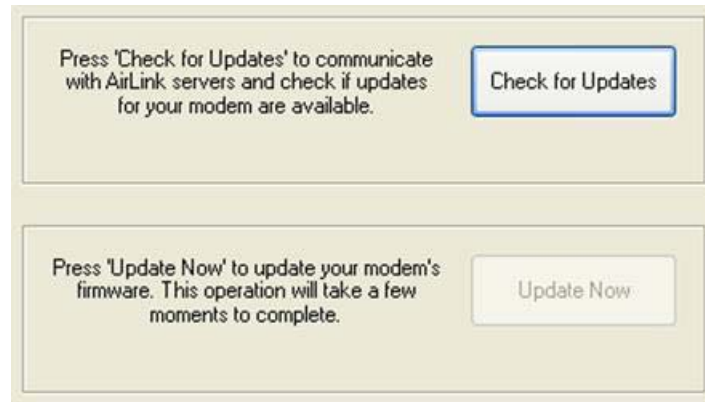 Press 'Check for Updates' to communicate
with AirLink servers and check if updates
for your modem are available.
Check for Updates
Press 'Update Now' to update your modem's
firmware. This operation will take a few
moments to complete.
Update Now